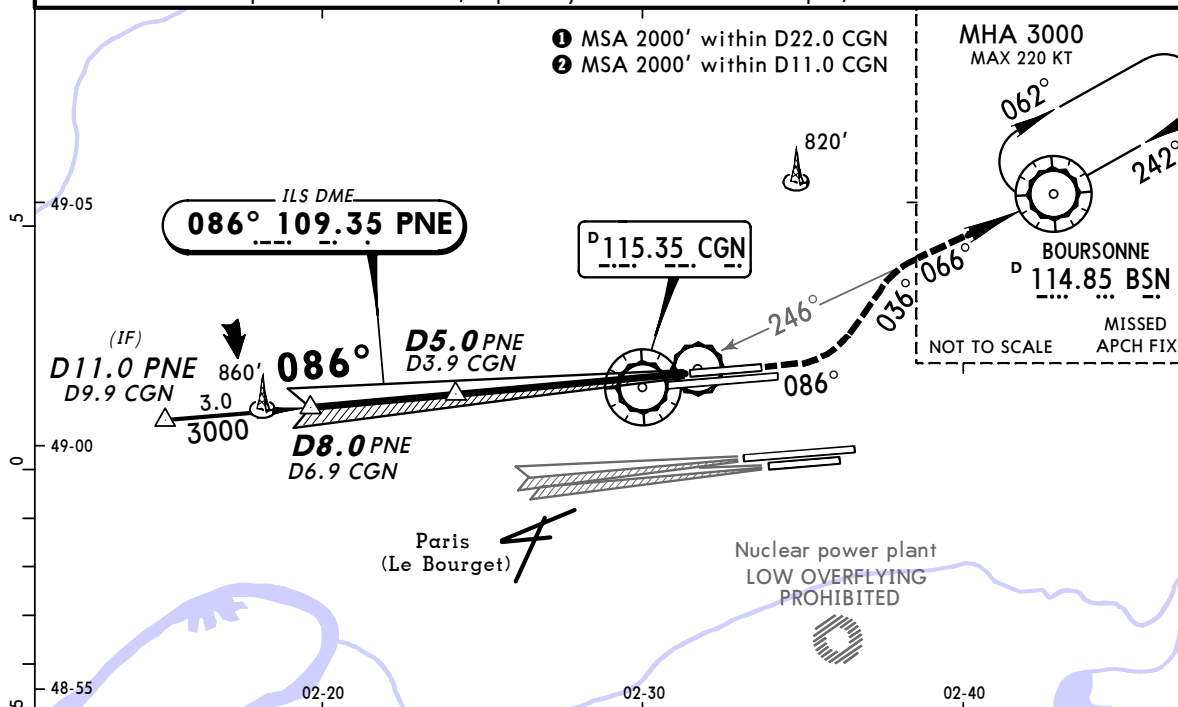 ❶ MSA 2000' within D22.0 CGN
❷ MSA 2000' within D11.0 CGN
MHA 3000
MAX 220 KT
062°
242°
820'
ILS DME
086° 109.35 PNE
49-05
5
D 115.35 CGN
BOURSONNE
D 114.85 BSN
066°
036°
246°
MISSED
APCH FIX
NOT TO SCALE
(IF)
D11.0 PNE
D9.9 CGN
860'
086°
D5.0 PNE
D3.9 CGN
3.0
3000
086°
D8.0 PNE
D6.9 CGN
49-00
0
Paris
(Le Bourget)
Nuclear power plant
LOW OVERFLYING
PROHIBITED
48-55
02-20
02-30
02-40